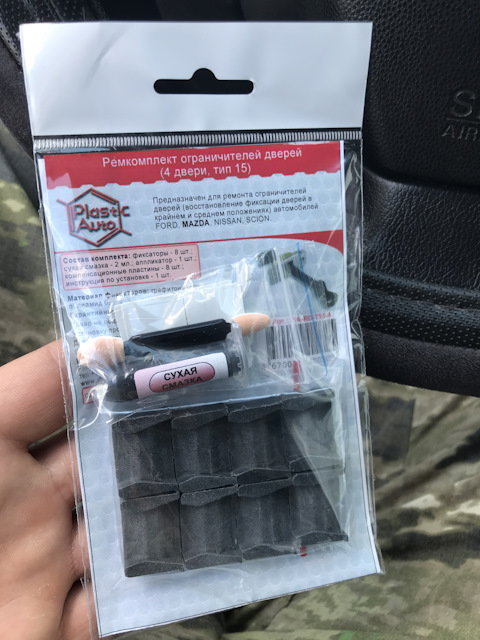 Ремкомплект ограничителей дверей
(4 двери, тип 15)
Plastic
Auto
Предназначен для ремонта ограничителей
дверей (восстановление фиксации дверей в
крайнем и среднем положениях) автомобилей
FORD, MAZDA, NISSAN, SCION.
Состав комплекта: фиксаторы - 8 шт.;
сухая смазка - 2 мл.; аппликатор - 1 шт.;
компенсационные пластины - 8 шт.;
инструкция по установке - 1 шт.
Материал
СУХАЯ
СМАЗКА
AIR